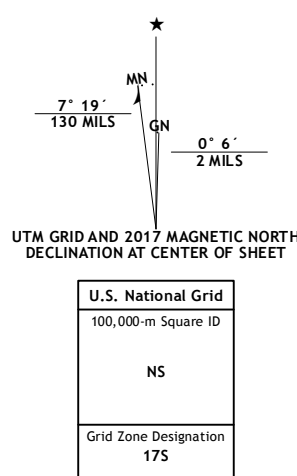 ★
MN
7° 19´
130 MILS
GN
0° 6´
2 MILS
UTM GRID AND 2017 MAGNETIC NORTH
DECLINATION AT CENTER OF SHEET
U.S. National Grid
100,000-m Square ID
NS
Grid Zone Designation
17S